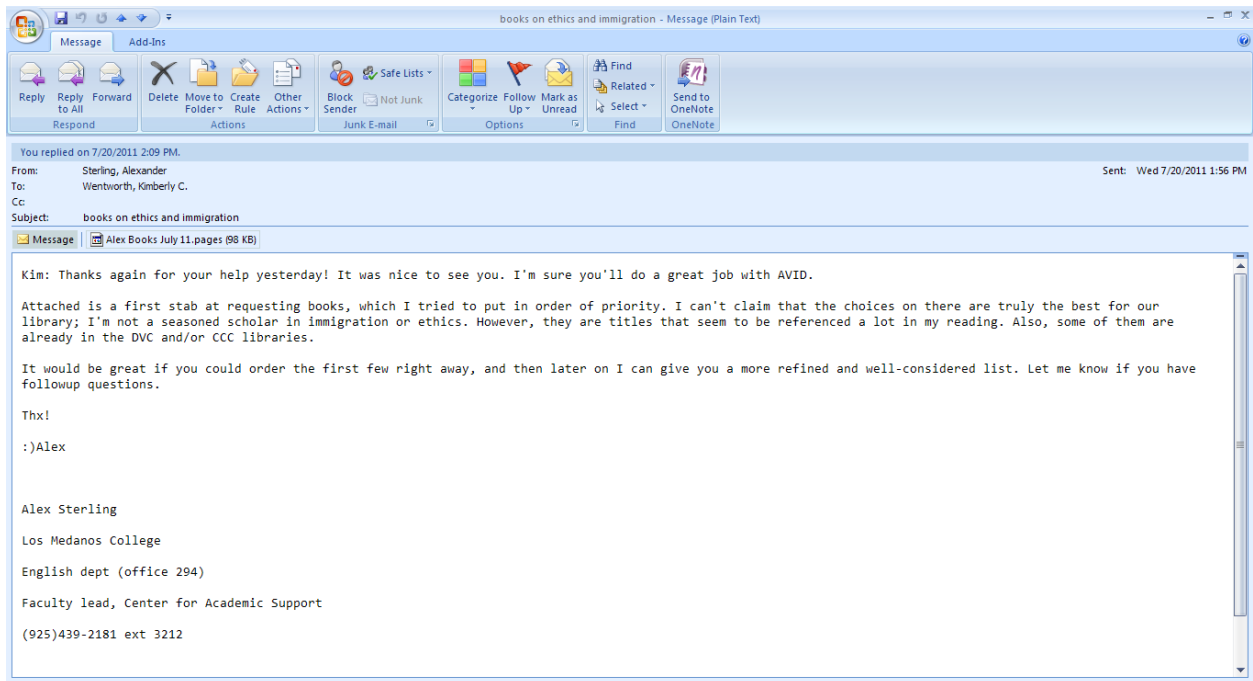 books on ethics and immigration - Message (Plain Text)
Message Add-Ins
Reply Reply to All Forward Delete Move to Folder Create Rule Other Actions Block Sender Safe Lists Not Junk Categorize Follow Up Mark as Unread Find Related Select Send to OneNote
Respond Actions Junk E-mail Options Find OneNote
You replied on 7/20/2011 2:09 PM.
From: Sterling, Alexander Sent: Wed 7/20/2011 1:56 PM
To: Wentworth, Kimberly C.
Cc:
Subject: books on ethics and immigration
Message Alex Books July 11.pages (98 KB)
Kim: Thanks again for your help yesterday! It was nice to see you. I'm sure you'll do a great job with AVID.
Attached is a first stab at requesting books, which I tried to put in order of priority. I can't claim that the choices on there are truly the best for our
library; I'm not a seasoned scholar in immigration or ethics. However, they are titles that seem to be referenced a lot in my reading. Also, some of them are
already in the DVC and/or CCC libraries.
It would be great if you could order the first few right away, and then later on I can give you a more refined and well-considered list. Let me know if you have
followup questions.
Thx!
:)Alex
Alex Sterling
Los Medanos College
English dept (office 294)
Faculty lead, Center for Academic Support
(925)439-2181 ext 3212